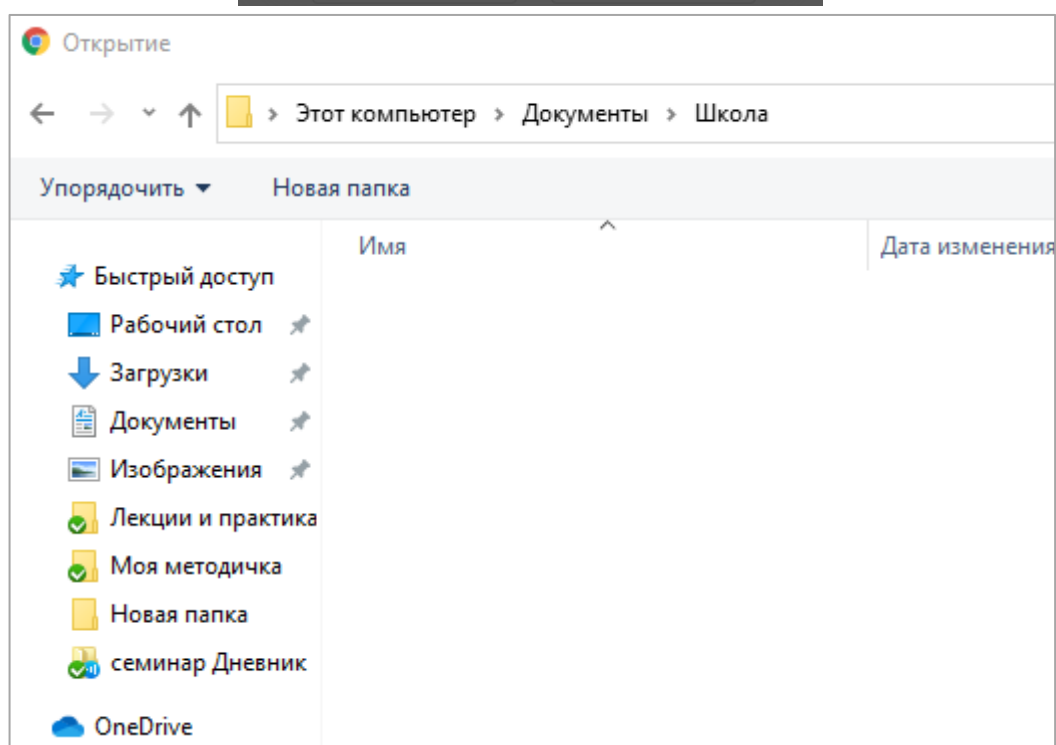 Открытие
Этот компьютер > Документы > Школа
Упорядочить Новая папка
Имя Дата изменения
Быстрый доступ
Рабочий стол
Загрузки
Документы
Изображения
Лекции и практика
Моя методичка
Новая папка
семинар Дневник
OneDrive